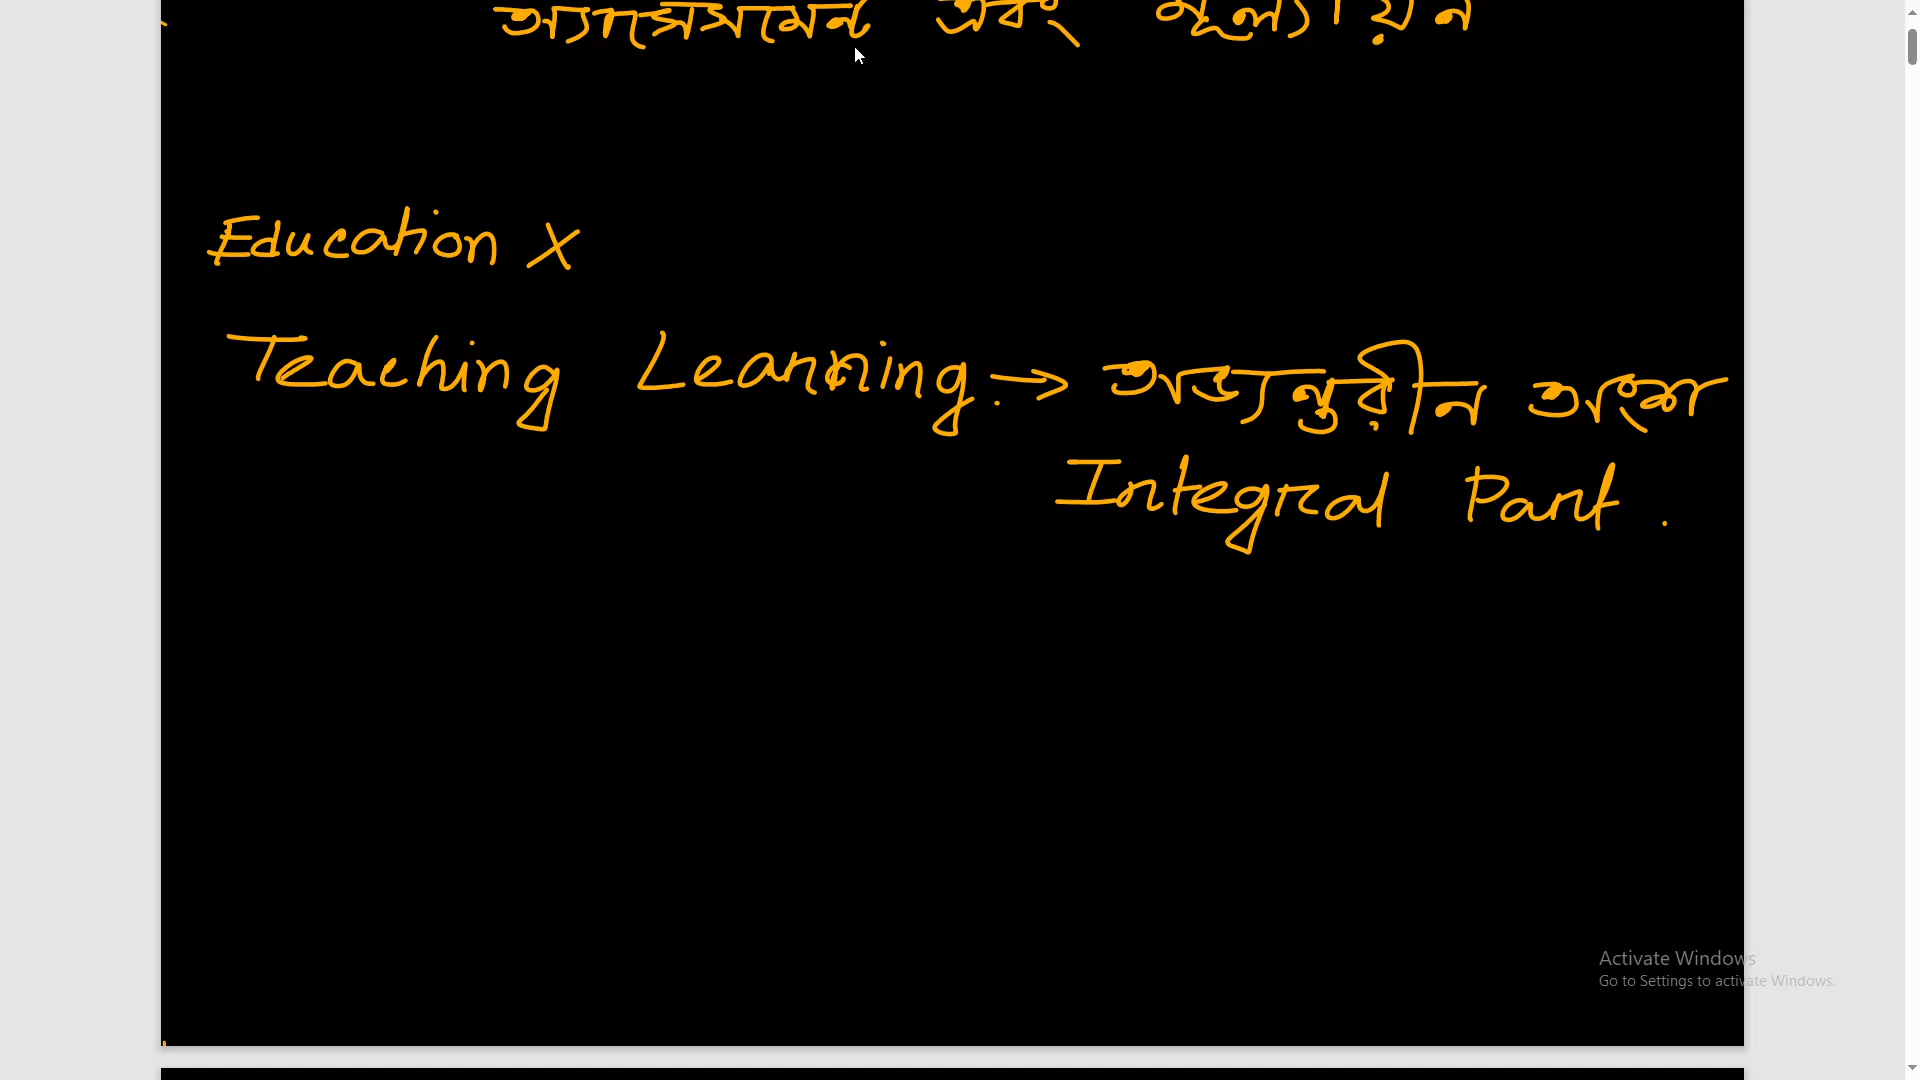 অ্যাসেসমেন্ট এবং মূল্যায়ন
Education X
Teaching Learning. → অভ্যন্তরীন অংশ
Integral Part.
Activate Windows
Go to Settings to activate Windows.